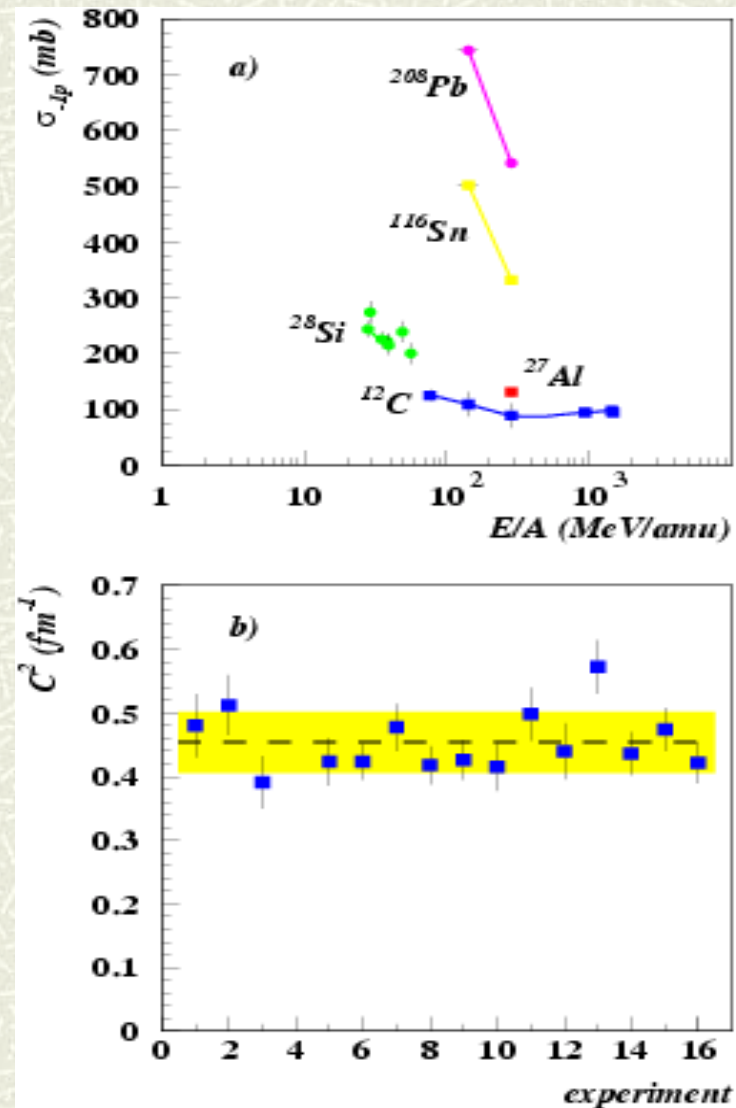 800
a)
700
²⁰⁸Pb
600
500
¹¹⁶Sn
400
300
²⁸Si
200
²⁷Al
¹²C
100
0
1 10 10² 10³
σ₋₁ₚ (mb)
E/A (MeV/amu)
0.7
b)
0.6
0.5
0.4
0.3
0.2
0.1
0
0 2 4 6 8 10 12 14 16
C² (fm⁻¹)
experiment